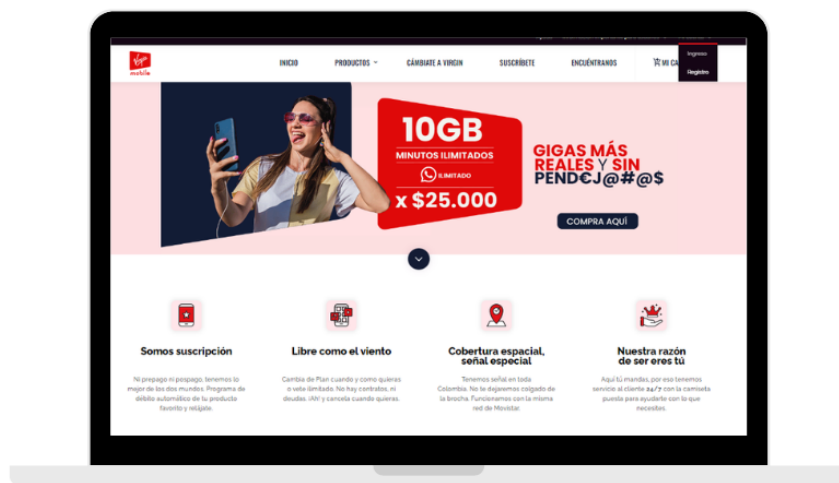 Virgin
mobile
INICIO
PRODUCTOS
CÁMBIATE A VIRGIN
SUSCRÍBETE
ENCUÉNTRANOS
MI CA
Ingreso
Registro
10GB
MINUTOS ILIMITADOS
ILIMITADO
x $25.000
GIGAS MÁS
REALES Y SIN
PEND€J@#@$
COMPRA AQUÍ
Somos suscripción
Ni prepago ni pospago, tenemos lo
mejor de los dos mundos. Programa de
débito automático de tu producto
favorito y relájate.
Libre como el viento
Cambia de Plan cuando y como quieras
o vete ilimitado. No hay contratos, ni
deudas. ¡Ah! y cancela cuando quieras.
Cobertura espacial,
señal especial
Tenemos señal en toda
Colombia. No te dejaremos colgado de
la brocha. Funcionamos con la misma
red de Movistar.
Nuestra razón
de ser eres tú
Aquí tú mandas, por eso tenemos
servicio al cliente 24/7 con la camiseta
puesta para ayudarte con lo que
necesites.